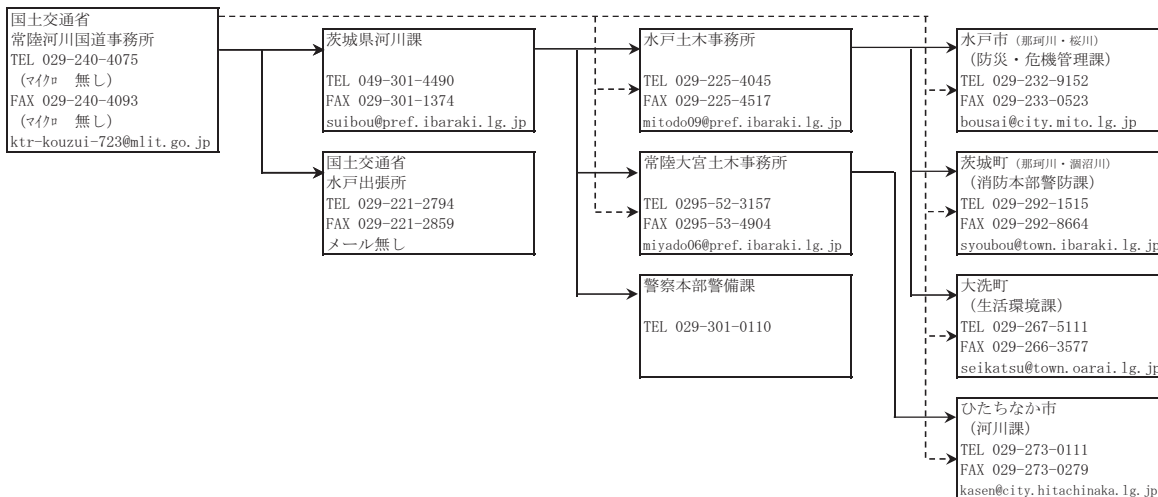 国土交通省
常陸河川国道事務所
TEL 029-240-4075
（ﾏｲｸﾛ　無し）
FAX 029-240-4093
（ﾏｲｸﾛ　無し）
ktr-kouzui-723@mlit.go.jp
茨城県河川課
TEL 049-301-4490
FAX 029-301-1374
suibou@pref.ibaraki.lg.jp
国土交通省
水戸出張所
TEL 029-221-2794
FAX 029-221-2859
メール無し
水戸土木事務所
TEL 029-225-4045
FAX 029-225-4517
mitodo09@pref.ibaraki.lg.jp
常陸大宮土木事務所
TEL 0295-52-3157
FAX 0295-53-4904
miyado06@pref.ibaraki.lg.jp
警察本部警備課
TEL 029-301-0110
水戸市（那珂川・桜川）
（防災・危機管理課）
TEL 029-232-9152
FAX 029-233-0523
bousai@city.mito.lg.jp
茨城町（那珂川・涸沼川）
（消防本部警防課）
TEL 029-292-1515
FAX 029-292-8664
syoubou@town.ibaraki.lg.jp
大洗町
（生活環境課）
TEL 029-267-5111
FAX 029-266-3577
seikatsu@town.oarai.lg.jp
ひたちなか市
（河川課）
TEL 029-273-0111
FAX 029-273-0279
kasen@city.hitachinaka.lg.jp